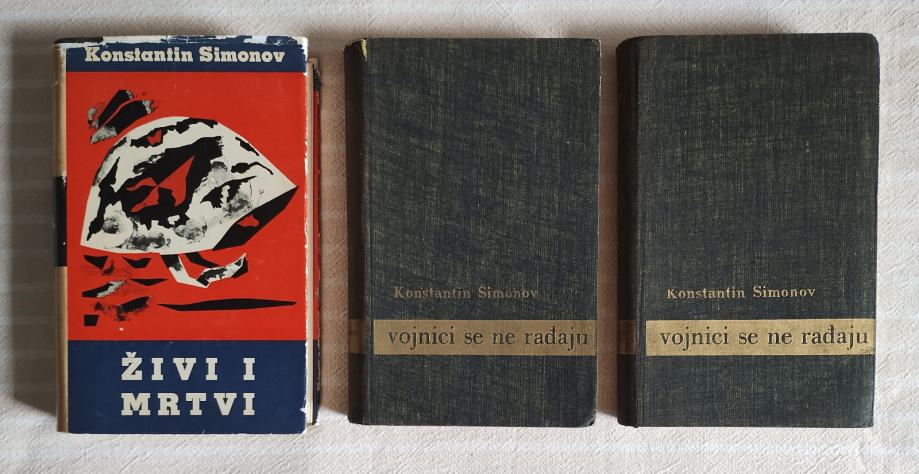 Konstantin Simonov
ŽIVI I
MRTVI
Konstantin Simonov
vojnici se ne rađaju
Konstantin Simonov
vojnici se ne rađaju